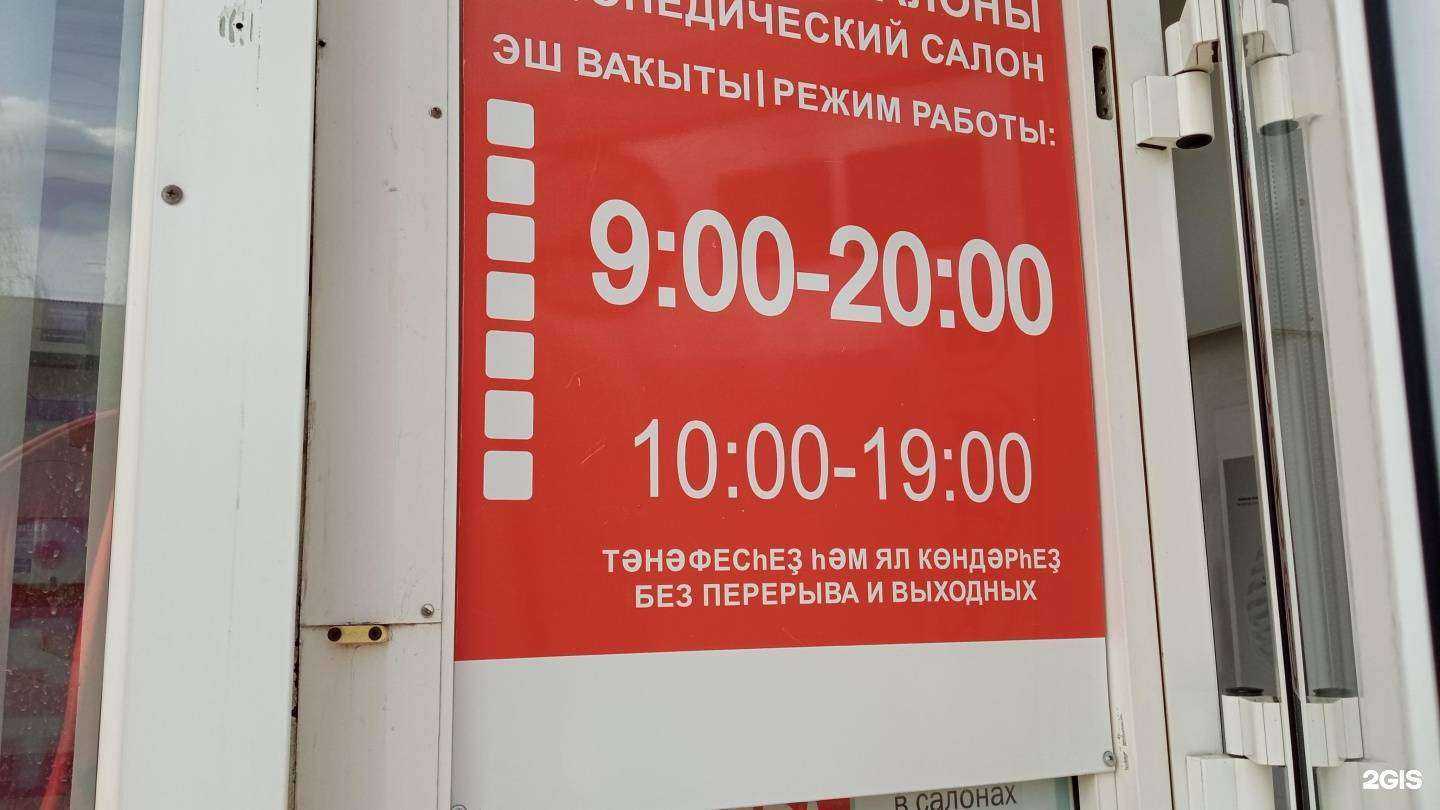 САЛОН
ЭШ ВАҠЫТЫ|РЕЖИМ РАБОТЫ:
9:00-20:00
10:00-19:00
ТӘНӘФЕСҺЕҘ ҺӘМ ЯЛ КӨНДӘРҺЕҘ
БЕЗ ПЕРЕРЫВА И ВЫХОДНЫХ
в салонах
2GIS